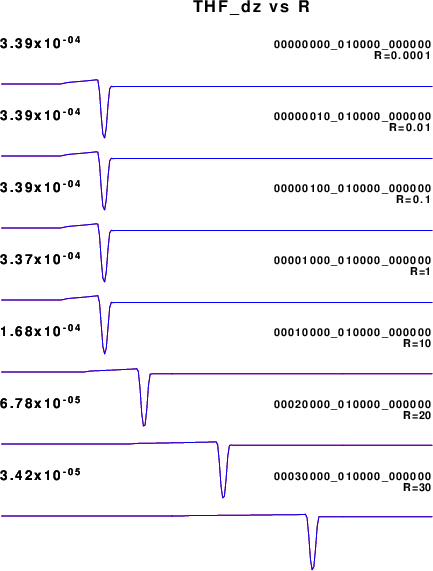 THF_dz vs R
3.39x10-04 00000000_010000_000000
R=0.0001
3.39x10-04 00000010_010000_000000
R=0.01
3.39x10-04 00000100_010000_000000
R=0.1
3.37x10-04 00001000_010000_000000
R=1
1.68x10-04 00010000_010000_000000
R=10
6.78x10-05 00020000_010000_000000
R=20
3.42x10-05 00030000_010000_000000
R=30